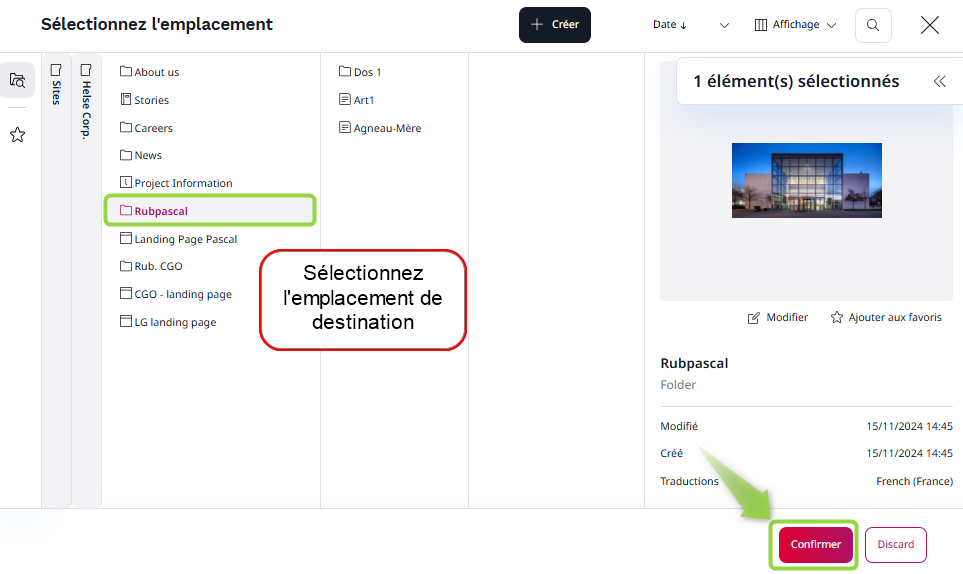 Sélectionnez l'emplacement
Créer
Date ↓
Affichage
Sites
Helse Corp.
About us
Stories
Careers
News
Project Information
Rubpascal
Landing Page Pascal
Rub. CGO
CGO - landing page
LG landing page
Dos 1
Art1
Agneau-Mère
Sélectionnez
l'emplacement de
destination
1 élément(s) sélectionnés
Modifier
Ajouter aux favoris
Rubpascal
Folder
Modifié 15/11/2024 14:45
Créé 15/11/2024 14:45
Traductions French (France)
Confirmer
Discard